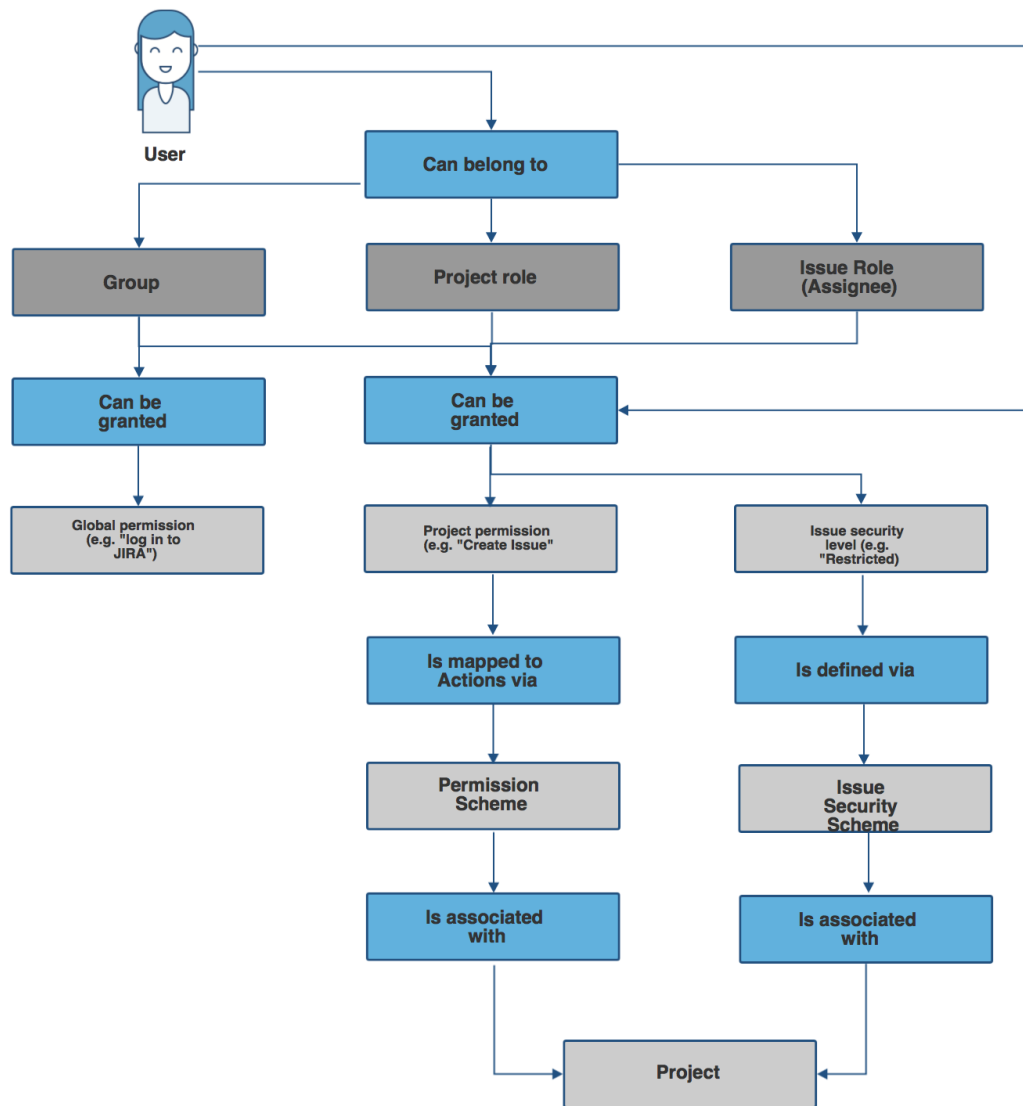 User
Can belong to
Group
Project role
Issue Role
(Assignee)
Can be
granted
Can be
granted
Global permission
(e.g. "log in to
JIRA")
Project permission
(e.g. "Create Issue"
Issue security
level (e.g.
"Restricted)
Is mapped to
Actions via
Is defined via
Permission
Scheme
Issue
Security
Scheme
Is associated
with
Is associated
with
Project